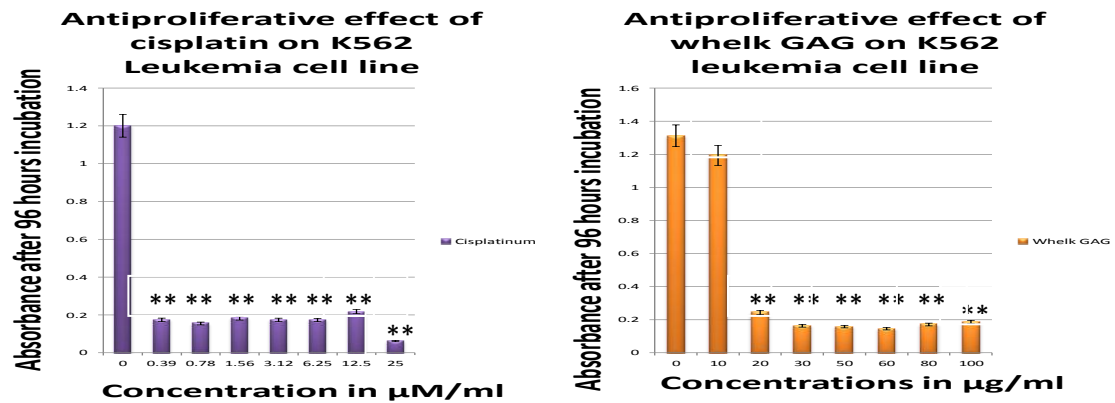 Antiproliferative effect of
cisplatin on K562
Leukemia cell line
Absorbance after 96 hours incubation
1.4
1.2
1
0.8
0.6
0.4
0.2
0
** ** ** ** ** ** **
0 0.39 0.78 1.56 3.12 6.25 12.5 25
Concentration in μM/ml
Cisplatinum
Antiproliferative effect of
whelk GAG on K562
leukemia cell line
Absorbance after 96 hours incubation
1.6
1.4
1.2
1
0.8
0.6
0.4
0.2
0
** ** ** ** ** **
0 10 20 30 50 60 80 100
Concentrations in μg/ml
Whelk GAG